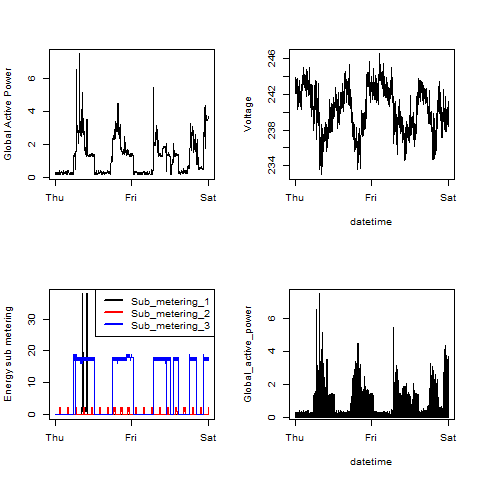 Global Active Power
6
4
2
0
Thu Fri Sat
Voltage
246
242
238
234
Thu Fri Sat
datetime
Energy sub metering
30
20
10
0
Sub_metering_1
Sub_metering_2
Sub_metering_3
Thu Fri Sat
Global_active_power
6
4
2
0
Thu Fri Sat
datetime